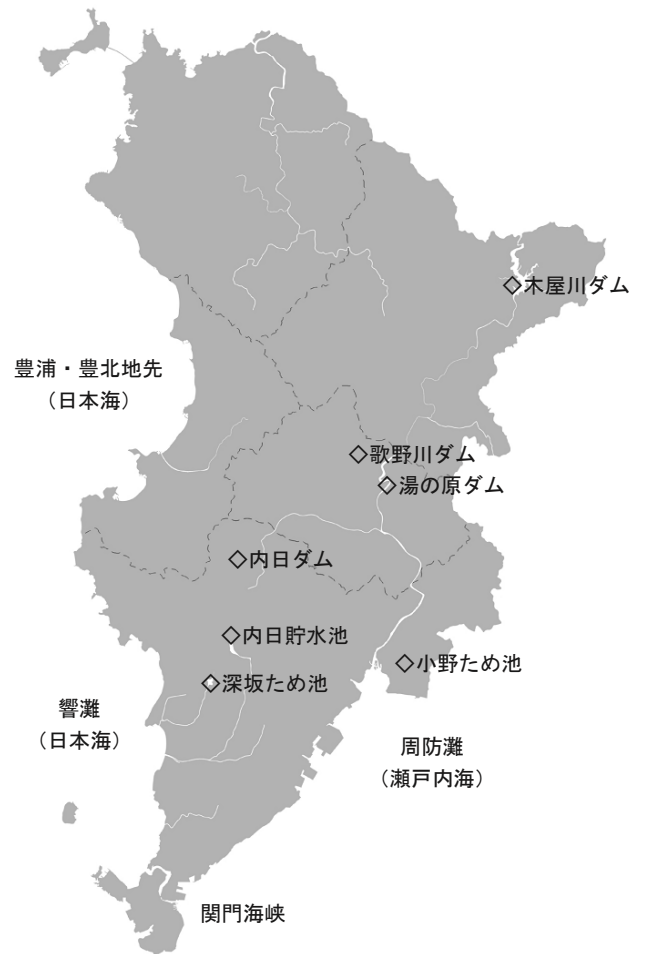 ◇木屋川ダム
豊浦・豊北地先
（日本海）
◇歌野川ダム
◇湯の原ダム
◇内日ダム
◇内日貯水池
◇小野ため池
◇深坂ため池
響灘
（日本海）
周防灘
（瀬戸内海）
関門海峡